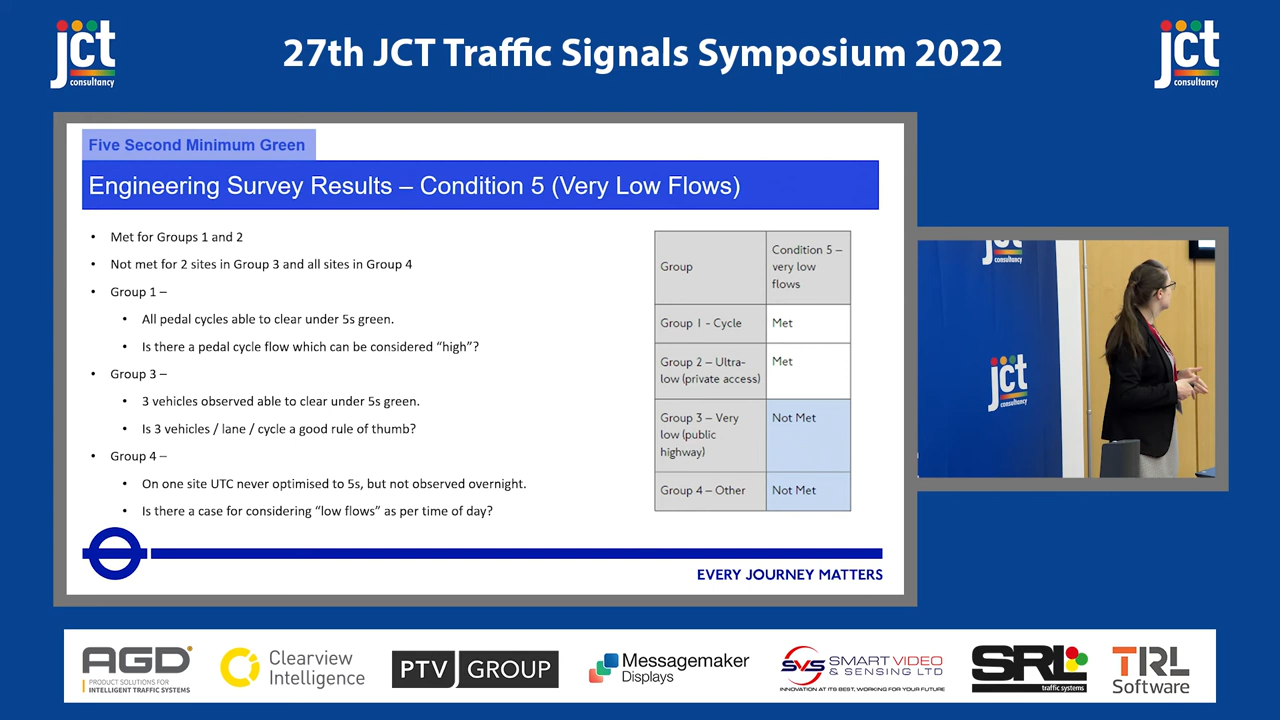 jct
consultancy
27th JCT Traffic Signals Symposium 2022
jct
consultancy
Five Second Minimum Green
Engineering Survey Results – Condition 5 (Very Low Flows)
• Met for Groups 1 and 2
• Not met for 2 sites in Group 3 and all sites in Group 4
• Group 1 –
• All pedal cycles able to clear under 5s green.
• Is there a pedal cycle flow which can be considered “high”?
• Group 3 –
• 3 vehicles observed able to clear under 5s green.
• Is 3 vehicles / lane / cycle a good rule of thumb?
• Group 4 –
• On one site UTC never optimised to 5s, but not observed overnight.
• Is there a case for considering “low flows” as per time of day?
Group
Condition 5 –
very low
flows
Group 1 - Cycle
Met
Group 2 – Ultra-
low (private access)
Met
Group 3 – Very
low (public
highway)
Not Met
Group 4 – Other
Not Met
EVERY JOURNEY MATTERS
jct
consultancy
jct
consultancy
AGD
PRODUCT SOLUTIONS FOR
INTELLIGENT TRAFFIC SYSTEMS
Clearview
Intelligence
PTV GROUP
Messagemaker
Displays
SVS SMART VIDEO
& SENSING LTD
INNOVATION AT ITS BEST, WORKING FOR YOUR FUTURE
SRL
traffic systems
TRL
Software